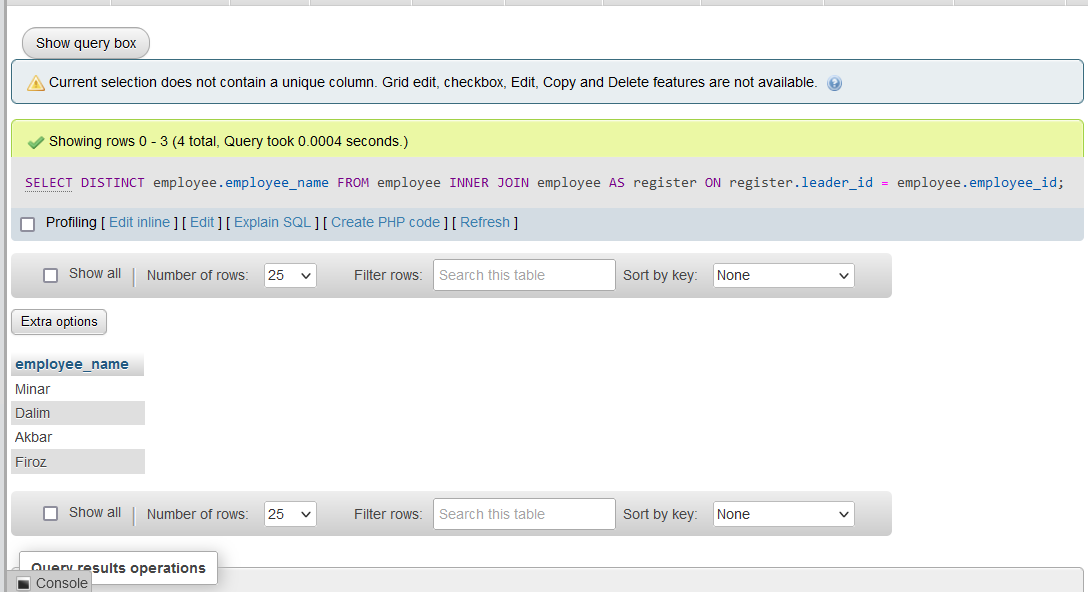 Show query box
Current selection does not contain a unique column. Grid edit, checkbox, Edit, Copy and Delete features are not available.
Showing rows 0 - 3 (4 total, Query took 0.0004 seconds.)
SELECT DISTINCT employee.employee_name FROM employee INNER JOIN employee AS register ON register.leader_id = employee.employee_id;
Profiling [ Edit inline ] [ Edit ] [ Explain SQL ] [ Create PHP code ] [ Refresh ]
Show all | Number of rows: 25 Filter rows: Search this table Sort by key: None
Extra options
employee_name
Minar
Dalim
Akbar
Firoz
Show all | Number of rows: 25 Filter rows: Search this table Sort by key: None
Query results operations
Console